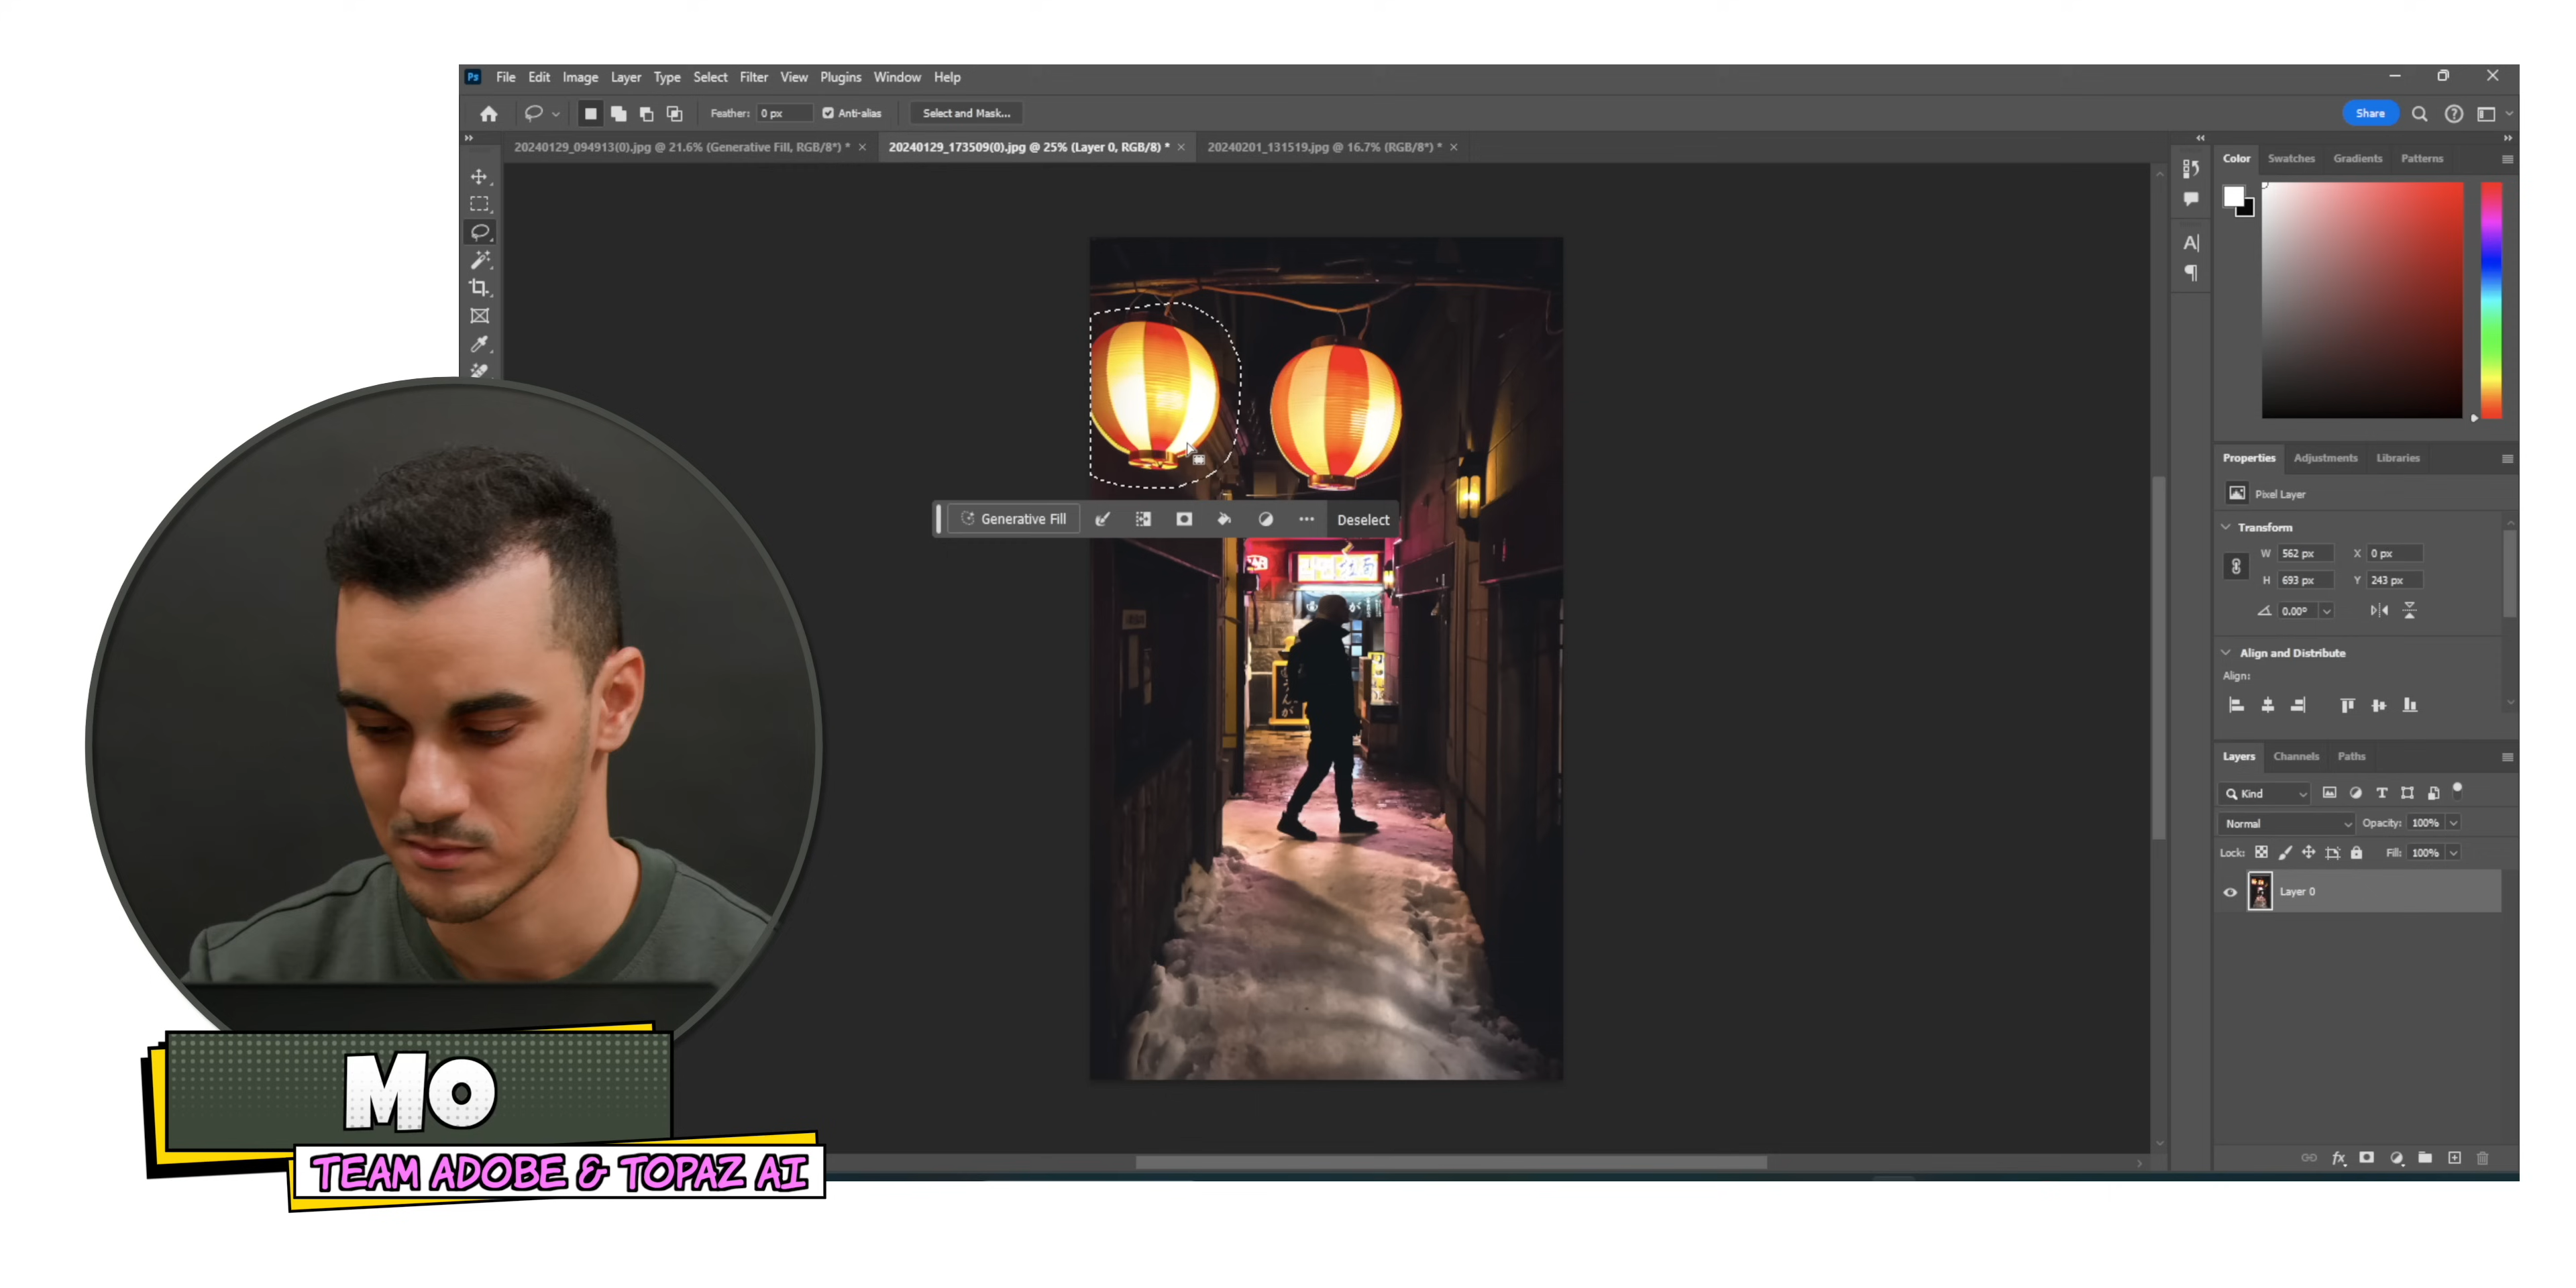 Ps File Edit Image Layer Type Select Filter View Plugins Window Help
Feather: 0 px Anti-alias Select and Mask... Share
20240129_094913(0).jpg @ 21.6% (Generative Fill, RGB/8*) * × 20240129_173509(0).jpg @ 25% (Layer 0, RGB/8) * × 20240201_131519.jpg @ 16.7% (RGB/8*) * ×
Color Swatches Gradients Patterns
Generative Fill Deselect
Properties Adjustments Libraries
Pixel Layer
Transform
W 562 px X 0 px
H 693 px Y 243 px
0.00°
Align and Distribute
Align:
Layers Channels Paths
Kind
Normal Opacity: 100%
Lock: Fill: 100%
Layer 0
fx
MO
TEAM ADOBE & TOPAZ AI